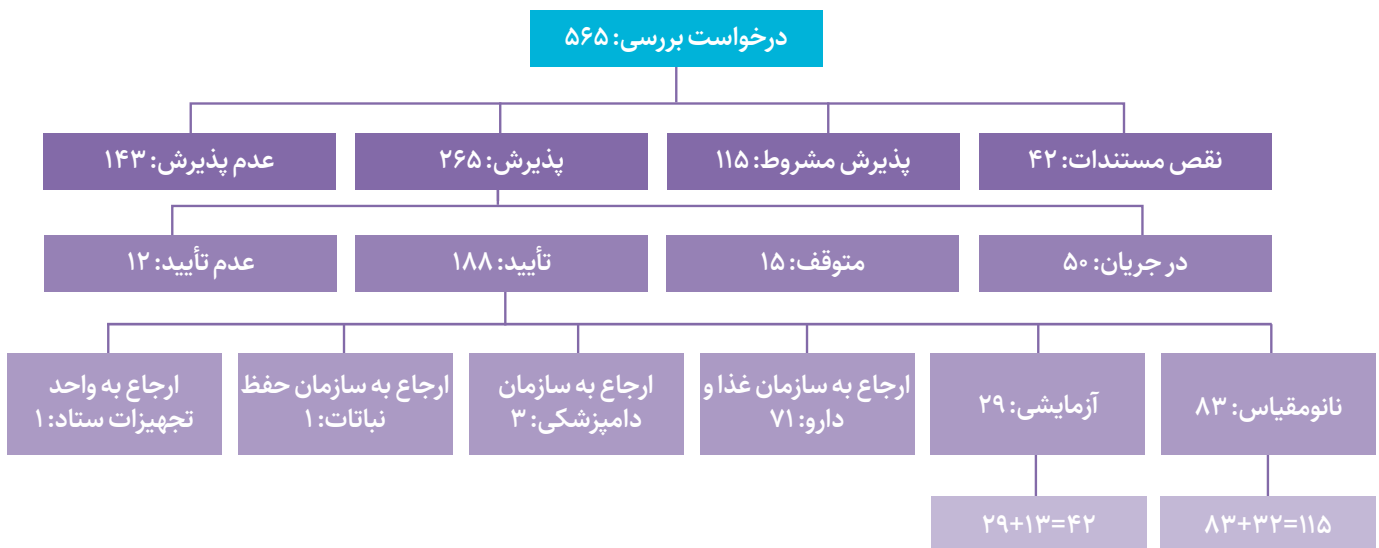 درخواست بررسی: ۵۶۵
نقص مستندات: ۴۲
پذیرش مشروط: ۱۱۵
پذیرش: ۲۶۵
عدم پذیرش: ۱۴۳
در جریان: ۵۰
متوقف: ۱۵
تأیید: ۱۸۸
عدم تأیید: ۱۲
نانومقیاس: ۸۳
آزمایشی: ۲۹
ارجاع به سازمان غذا و
دارو: ۷۱
ارجاع به سازمان
دامپزشکی: ۳
ارجاع به سازمان حفظ
نباتات: ۱
ارجاع به واحد
تجهیزات ستاد: ۱
۸۳+۳۲=۱۱۵
۲۹+۱۳=۴۲